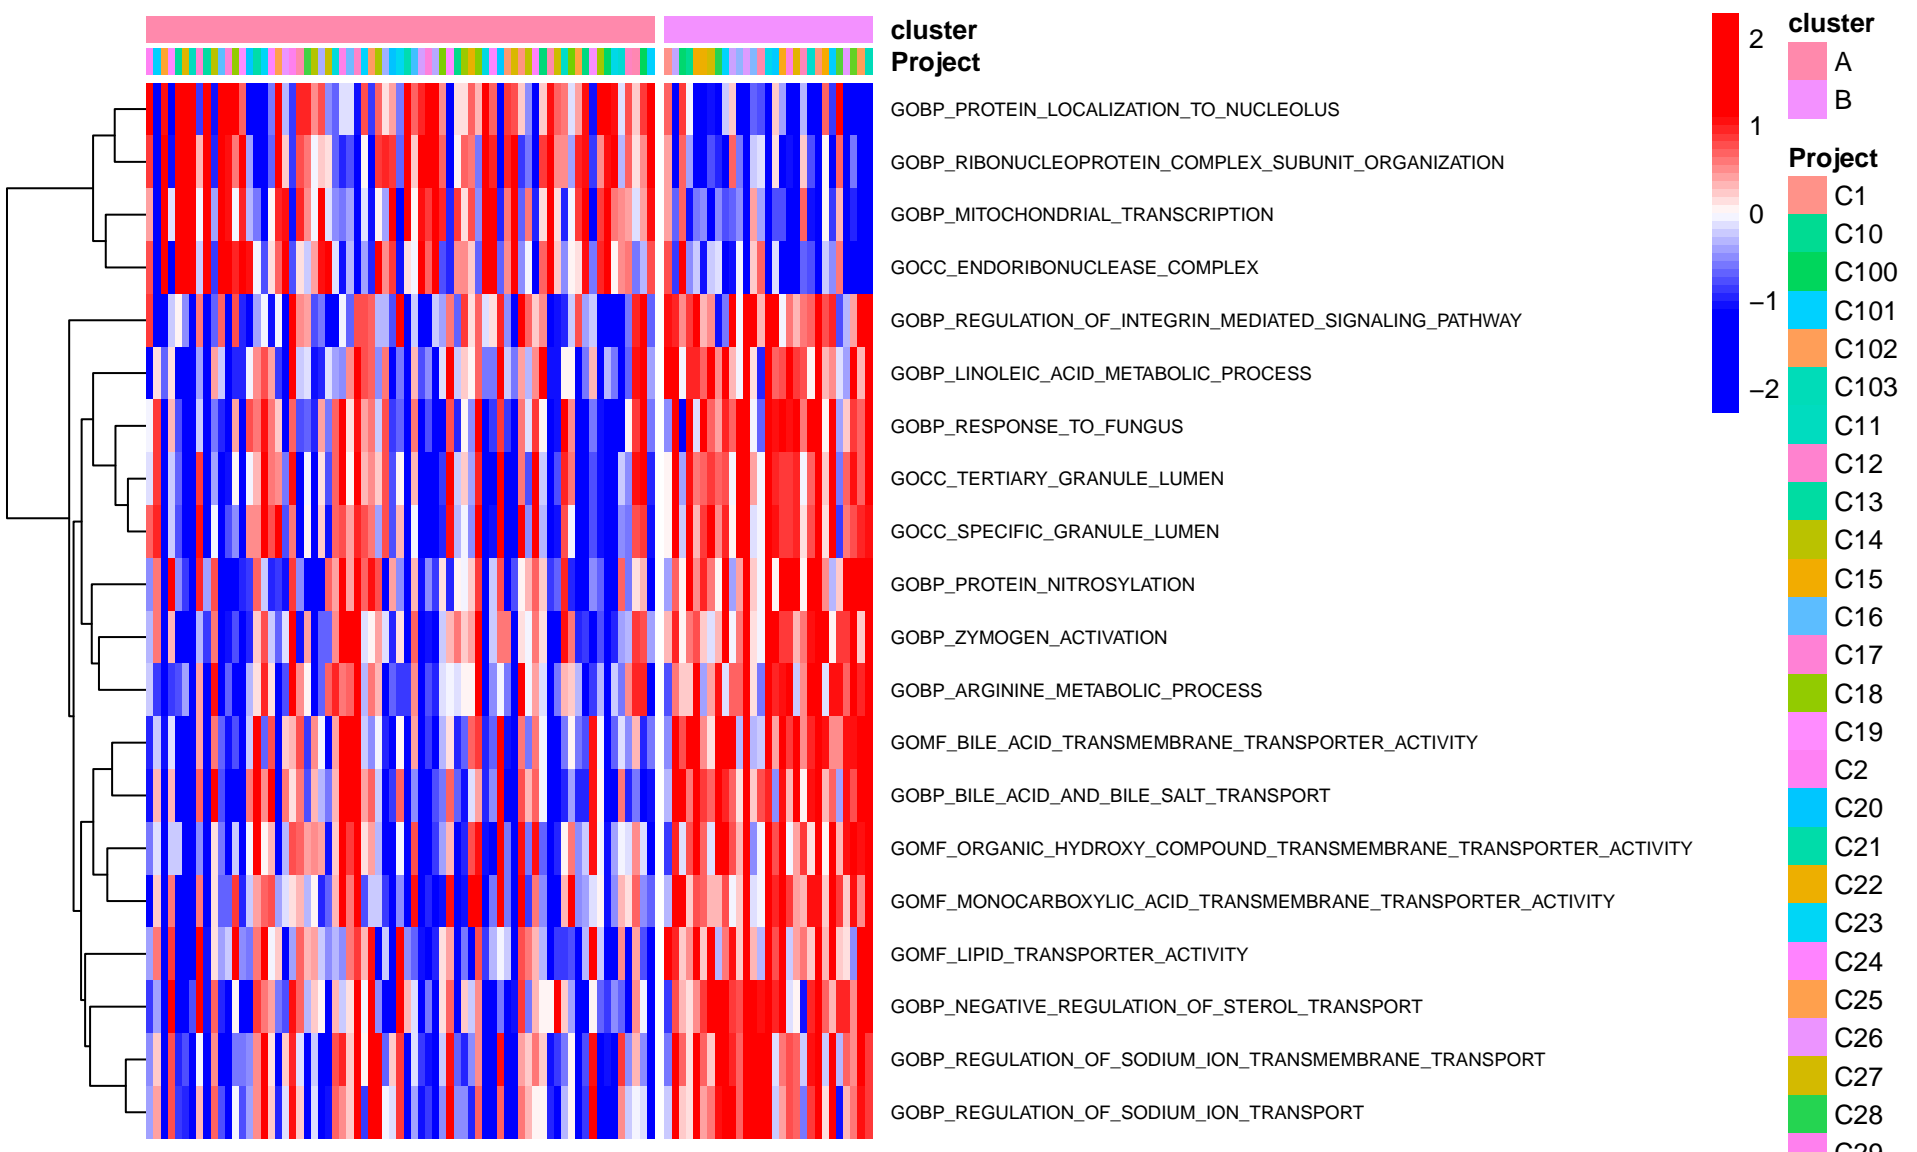 cluster
Project
GOBP_PROTEIN_LOCALIZATION_TO_NUCLEOLUS
GOBP_RIBONUCLEOPROTEIN_COMPLEX_SUBUNIT_ORGANIZATION
GOBP_MITOCHONDRIAL_TRANSCRIPTION
GOCC_ENDORIBONUCLEASE_COMPLEX
GOBP_REGULATION_OF_INTEGRIN_MEDIATED_SIGNALING_PATHWAY
GOBP_LINOLEIC_ACID_METABOLIC_PROCESS
GOBP_RESPONSE_TO_FUNGUS
GOCC_TERTIARY_GRANULE_LUMEN
GOCC_SPECIFIC_GRANULE_LUMEN
GOBP_PROTEIN_NITROSYLATION
GOBP_ZYMOGEN_ACTIVATION
GOBP_ARGININE_METABOLIC_PROCESS
GOMF_BILE_ACID_TRANSMEMBRANE_TRANSPORTER_ACTIVITY
GOBP_BILE_ACID_AND_BILE_SALT_TRANSPORT
GOMF_ORGANIC_HYDROXY_COMPOUND_TRANSMEMBRANE_TRANSPORTER_ACTIVITY
GOMF_MONOCARBOXYLIC_ACID_TRANSMEMBRANE_TRANSPORTER_ACTIVITY
GOMF_LIPID_TRANSPORTER_ACTIVITY
GOBP_NEGATIVE_REGULATION_OF_STEROL_TRANSPORT
GOBP_REGULATION_OF_SODIUM_ION_TRANSMEMBRANE_TRANSPORT
GOBP_REGULATION_OF_SODIUM_ION_TRANSPORT
2
1
0
−1
−2
cluster
A
B
Project
C1
C10
C100
C101
C102
C103
C11
C12
C13
C14
C15
C16
C17
C18
C19
C2
C20
C21
C22
C23
C24
C25
C26
C27
C28
C29